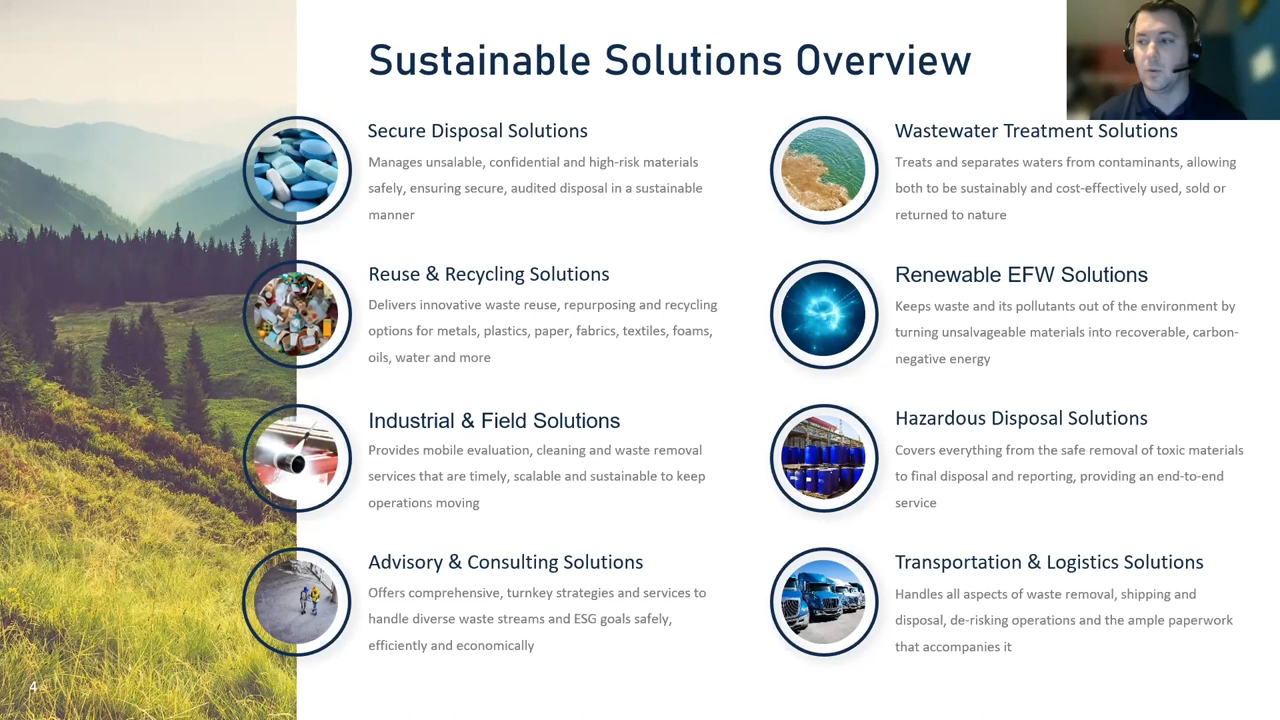 Sustainable Solutions Overview
Secure Disposal Solutions
Manages unsalable, confidential and high-risk materials
safely, ensuring secure, audited disposal in a sustainable
manner
Reuse & Recycling Solutions
Delivers innovative waste reuse, repurposing and recycling
options for metals, plastics, paper, fabrics, textiles, foams,
oils, water and more
Industrial & Field Solutions
Provides mobile evaluation, cleaning and waste removal
services that are timely, scalable and sustainable to keep
operations moving
Advisory & Consulting Solutions
Offers comprehensive, turnkey strategies and services to
handle diverse waste streams and ESG goals safely,
efficiently and economically
Wastewater Treatment Solutions
Treats and separates waters from contaminants, allowing
both to be sustainably and cost-effectively used, sold or
returned to nature
Renewable EFW Solutions
Keeps waste and its pollutants out of the environment by
turning unsalvageable materials into recoverable, carbon-
negative energy
Hazardous Disposal Solutions
Covers everything from the safe removal of toxic materials
to final disposal and reporting, providing an end-to-end
service
Transportation & Logistics Solutions
Handles all aspects of waste removal, shipping and
disposal, de-risking operations and the ample paperwork
that accompanies it
4